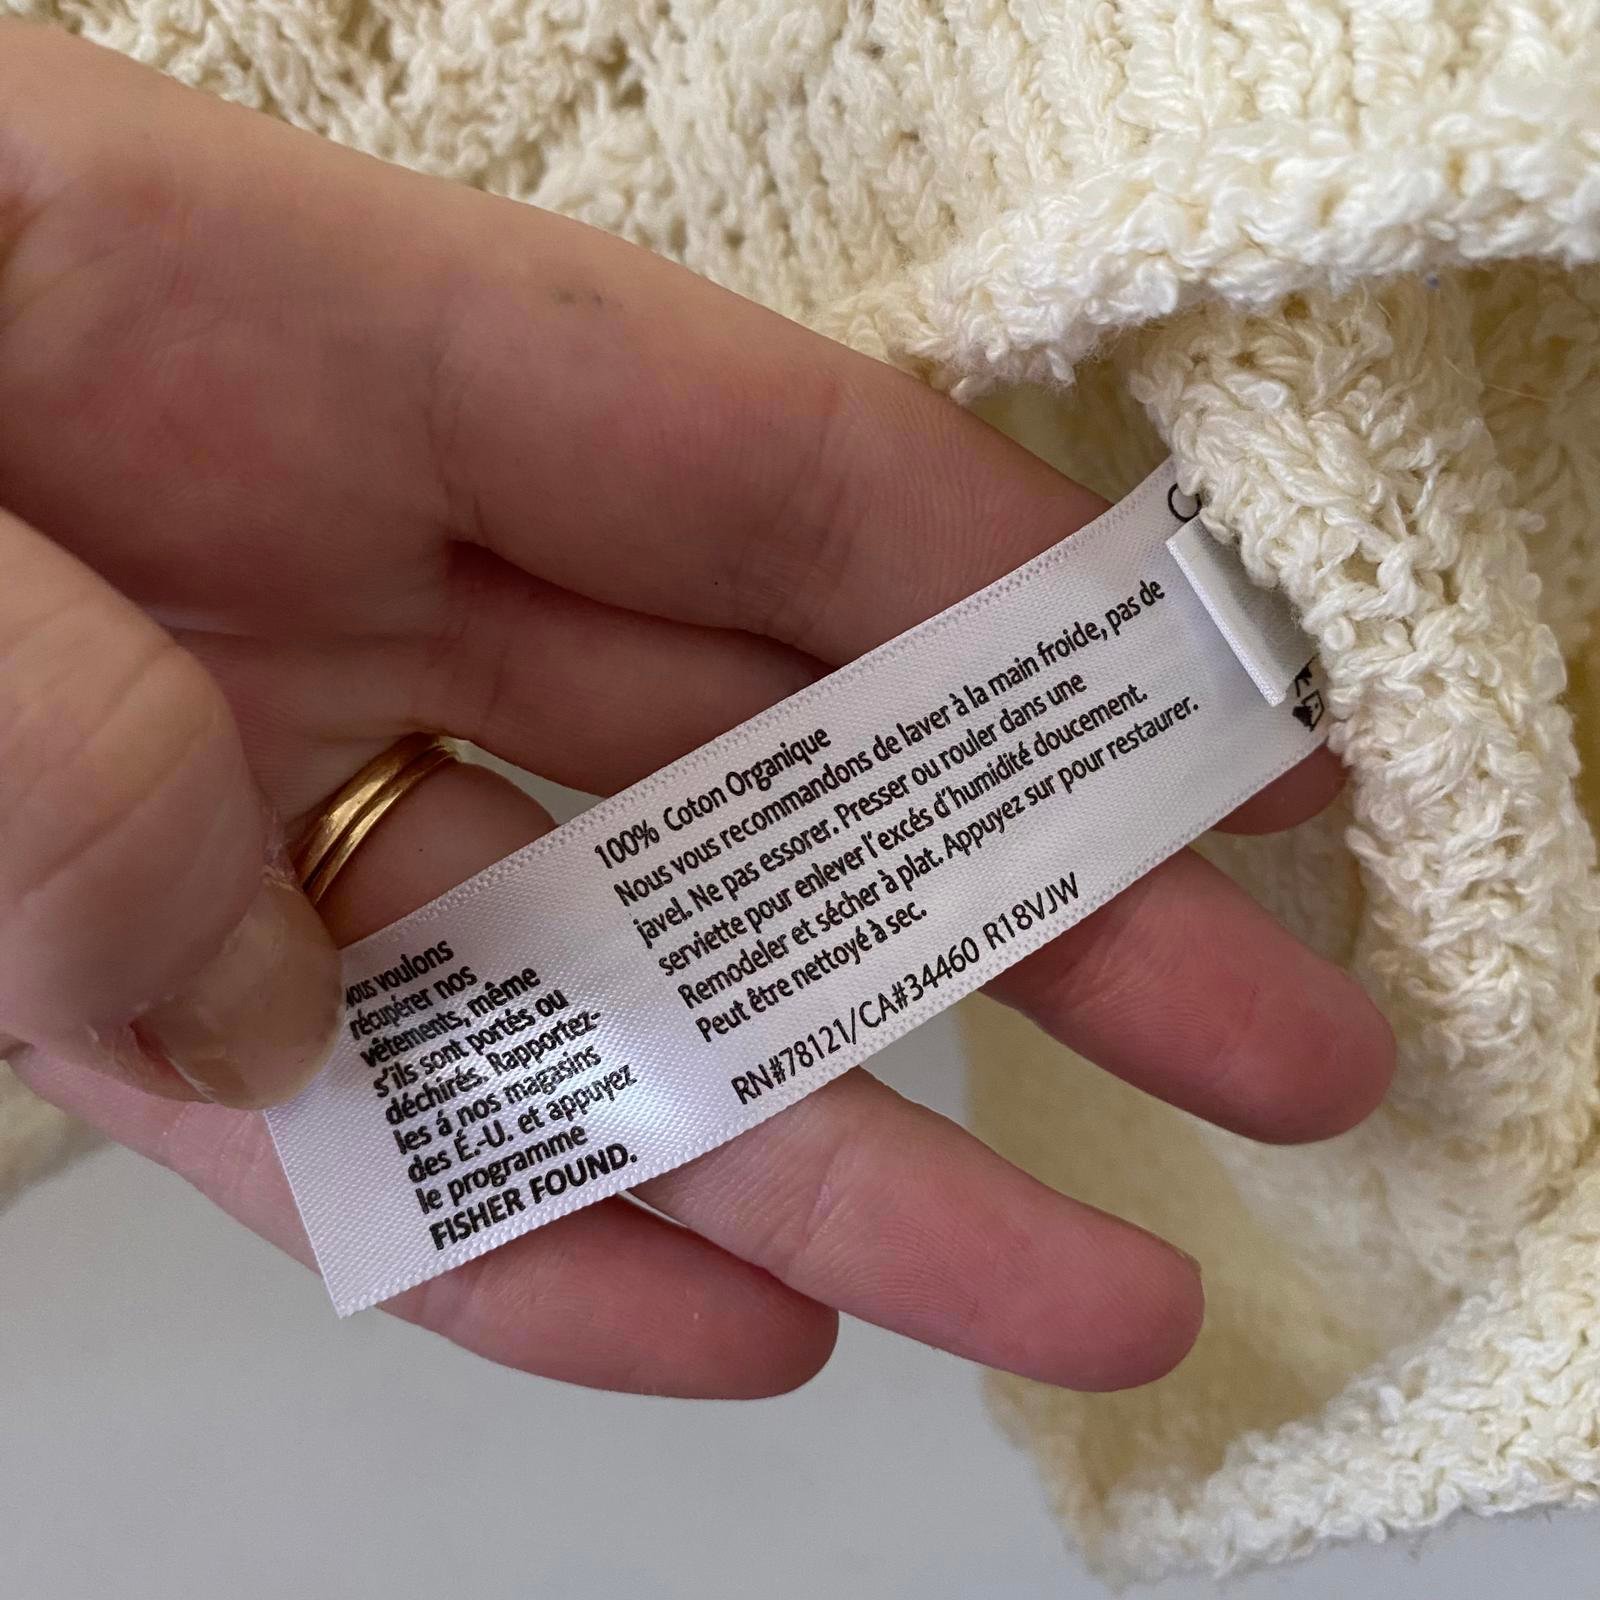 100% Coton Organique
Nous vous recommandons de laver à la main froide, pas de
javel. Ne pas essorer. Presser ou rouler dans une
serviette pour enlever l'excés d'humidité doucement.
Remodeler et sécher à plat. Appuyez sur pour restaurer.
Peut être nettoyé à sec.
RN#78121/CA#34460 R18VJW
voulons
récupérer nos
vêtements, même
s'ils sont portés ou
déchirés. Rapportez-
les á nos magasins
des É.-U. et appuyez
le programme
FISHER FOUND.